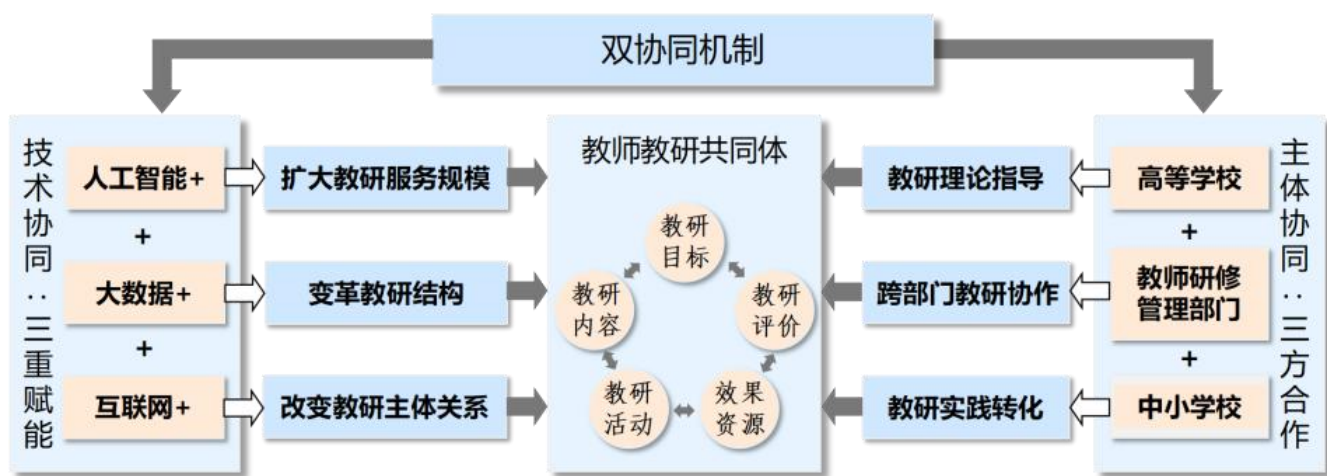 双协同机制
技术协同：三重赋能
人工智能+
+
大数据+
+
互联网+
扩大教研服务规模
变革教研结构
改变教研主体关系
教师教研共同体
教研
目标
教研
内容
教研
评价
教研
活动
效果
资源
教研理论指导
跨部门教研协作
教研实践转化
高等学校
+
教师研修
管理部门
+
中小学校
主体协同：三方合作